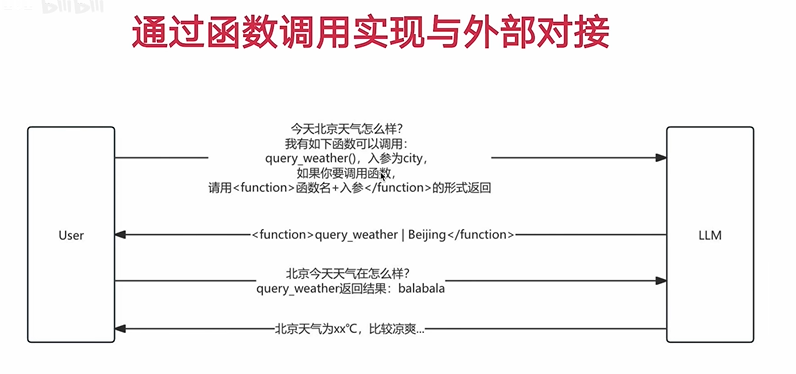 bilibili
通过函数调用实现与外部对接
今天北京天气怎么样?
我有如下函数可以调用:
query_weather(),入参为city,
如果你要调用函数,
请用<function>函数名+入参</function>的形式返回
User
LLM
<function>query_weather | Beijing</function>
北京今天天气在怎么样?
query_weather返回结果:balabala
北京天气为xx℃,比较凉爽...